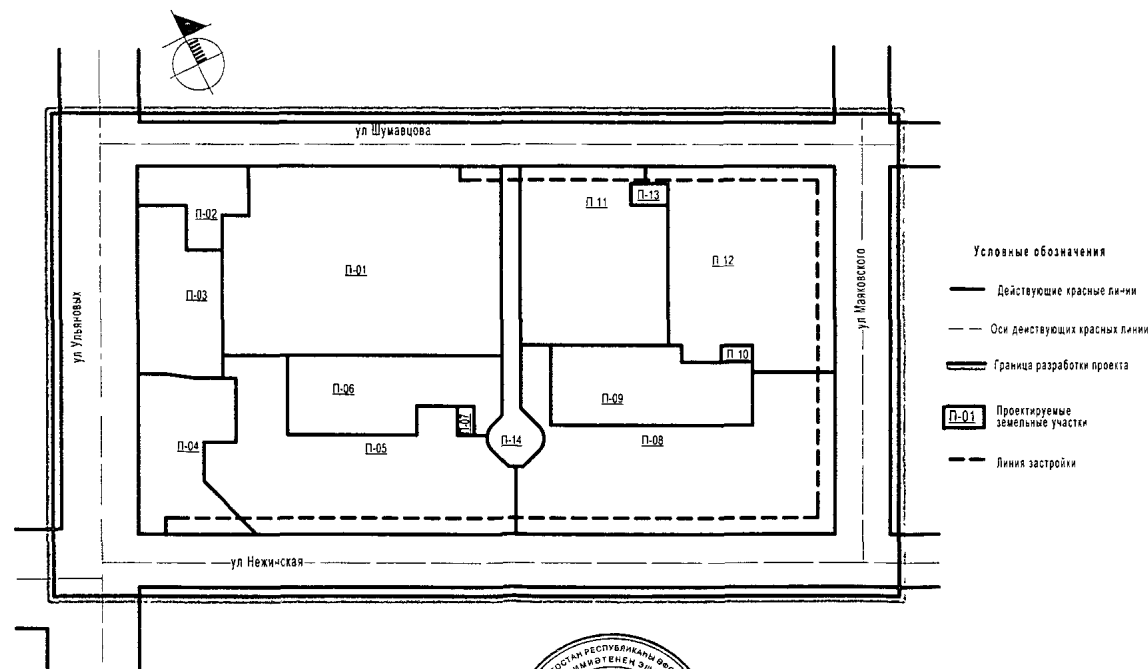 ул Шумавцова
П-02
П 11
П-13
П-01
П 12
П-03
ул Ульяновых
ул Маяковского
Условные обозначения
Действующие красные линии
Оси действующих красных линии
Граница разработки проекта
П-01
Проектируемые
земельные участки
Линия застройки
П 10
П-06
П-09
П-07
П-04
П-05
П-14
П-08
ул Нежинская
РЕСПУБЛИКАҺЫ